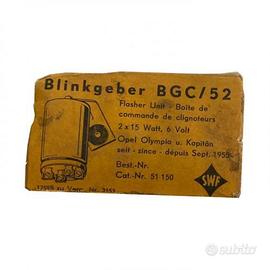 Blinkgeber BGC/52
Flasher Unit - Boîte de
commande de clignoteurs
2 x 15 Watt, 6 Volt
Opel Olympia u. Kapitän
seit - since - dépuis Sept. 1955
Best.-Nr.
Cat.-Nr. 51 150
SWF
subito